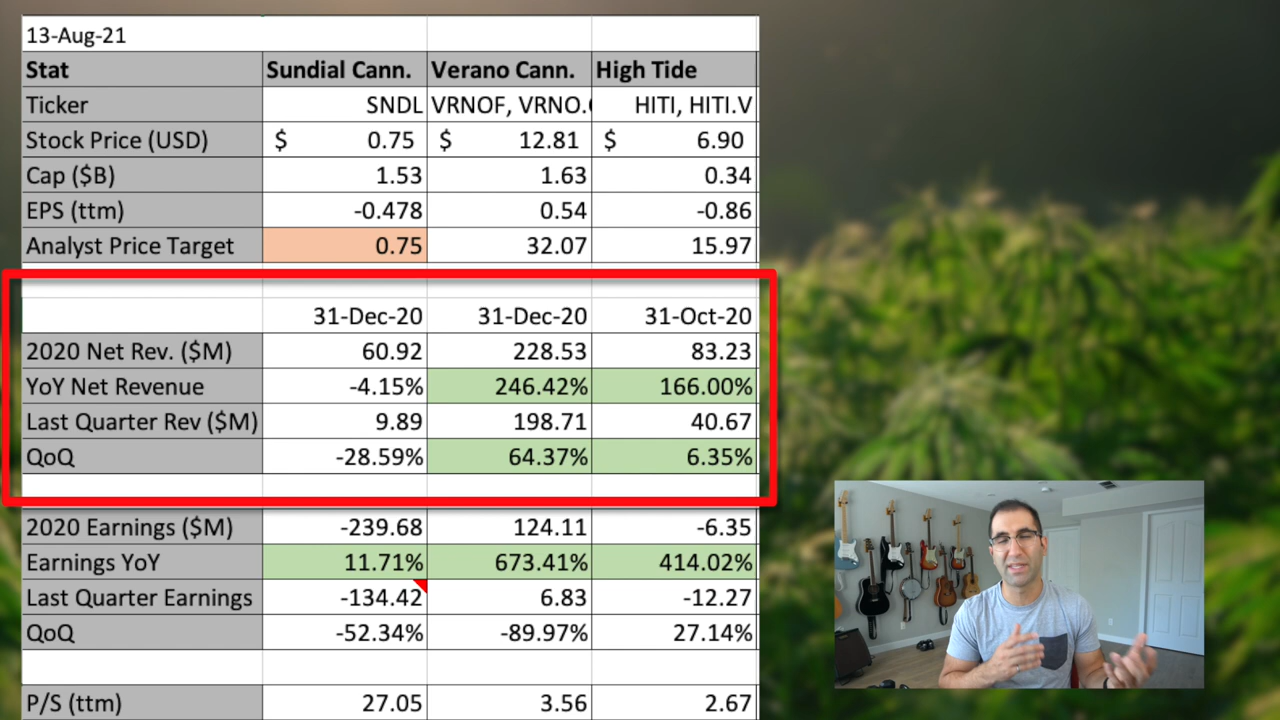 13-Aug-21
Stat Sundial Cann. Verano Cann. High Tide
Ticker SNDL VRNOF, VRNO. HITI, HITI.V
Stock Price (USD) $ 0.75 $ 12.81 $ 6.90
Cap ($B) 1.53 1.63 0.34
EPS (ttm) -0.478 0.54 -0.86
Analyst Price Target 0.75 32.07 15.97
31-Dec-20 31-Dec-20 31-Oct-20
2020 Net Rev. ($M) 60.92 228.53 83.23
YoY Net Revenue -4.15% 246.42% 166.00%
Last Quarter Rev ($M) 9.89 198.71 40.67
QoQ -28.59% 64.37% 6.35%
2020 Earnings ($M) -239.68 124.11 -6.35
Earnings YoY 11.71% 673.41% 414.02%
Last Quarter Earnings -134.42 6.83 -12.27
QoQ -52.34% -89.97% 27.14%
P/S (ttm) 27.05 3.56 2.67